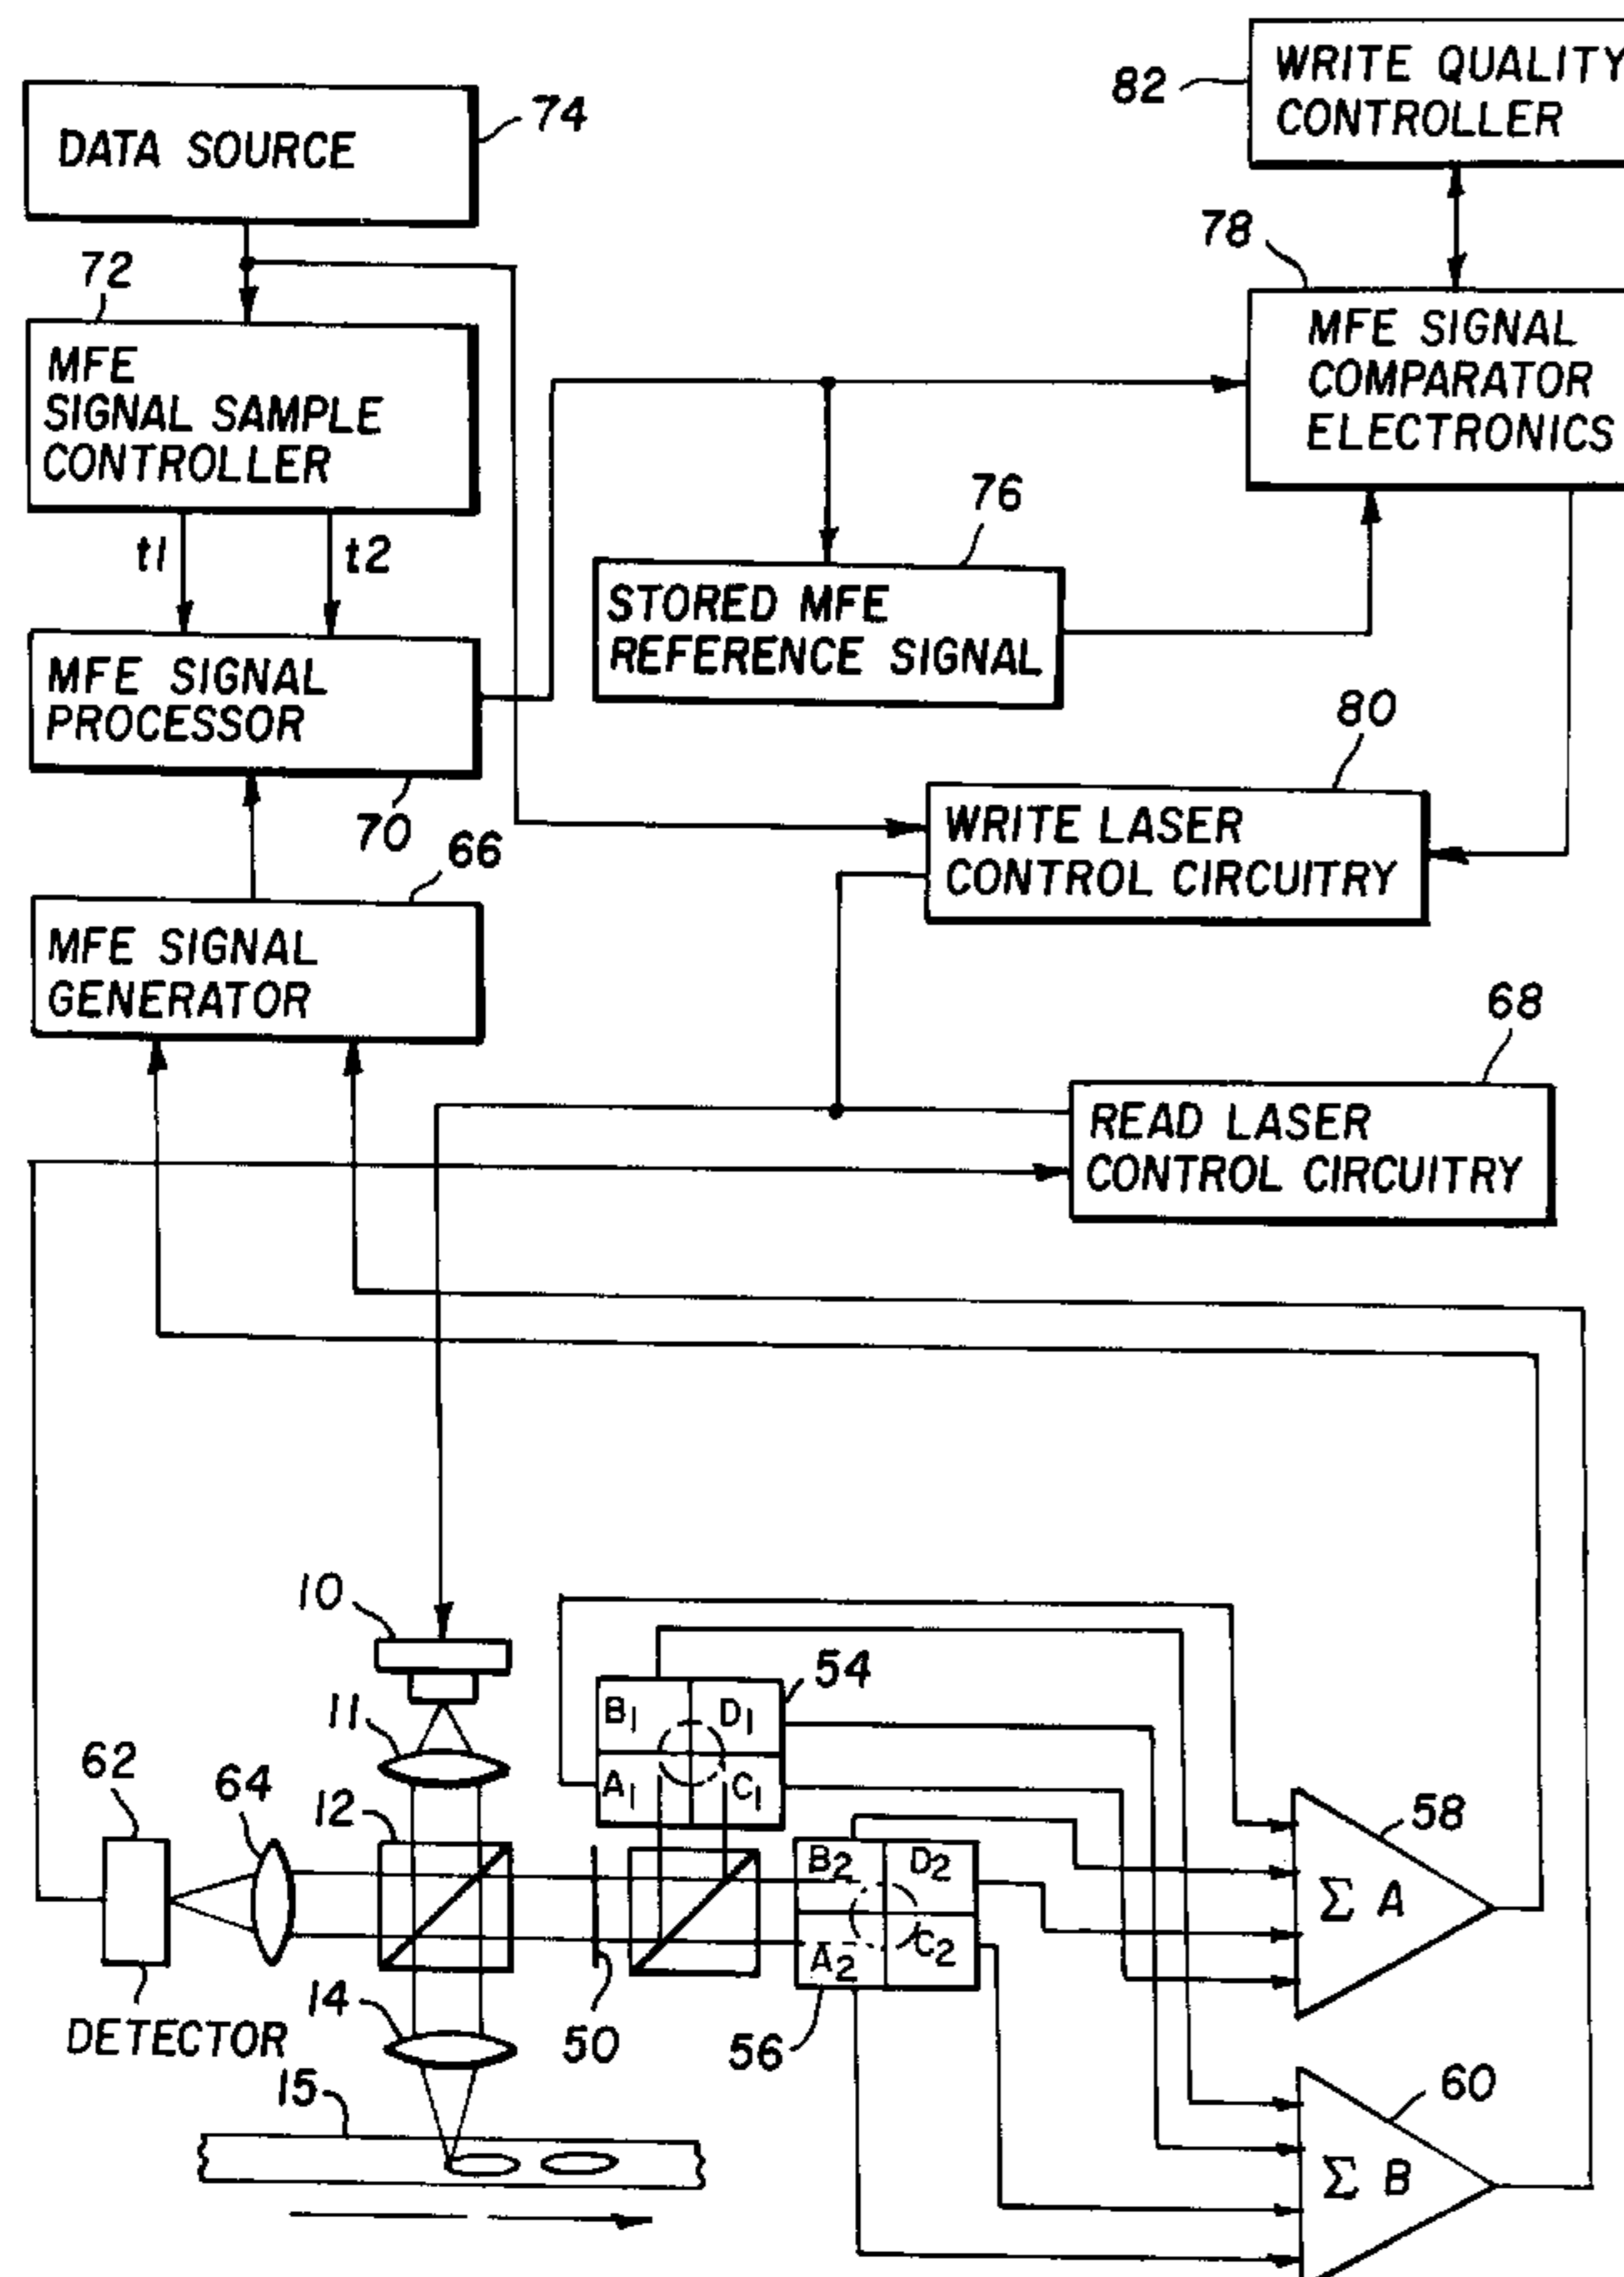 DATA SOURCE
74
WRITE QUALITY
CONTROLLER
82
72
MFE
SIGNAL SAMPLE
CONTROLLER
78
MFE SIGNAL
COMPARATOR
ELECTRONICS
t1
t2
76
STORED MFE
REFERENCE SIGNAL
MFE SIGNAL
PROCESSOR
70
80
WRITE LASER
CONTROL CIRCUITRY
66
MFE SIGNAL
GENERATOR
68
READ LASER
CONTROL CIRCUITRY
10
54
B1
D1
A1
C1
11
62
64
12
58
Σ A
B2
D2
A2
C2
DETECTOR
14
50
56
15
60
Σ B